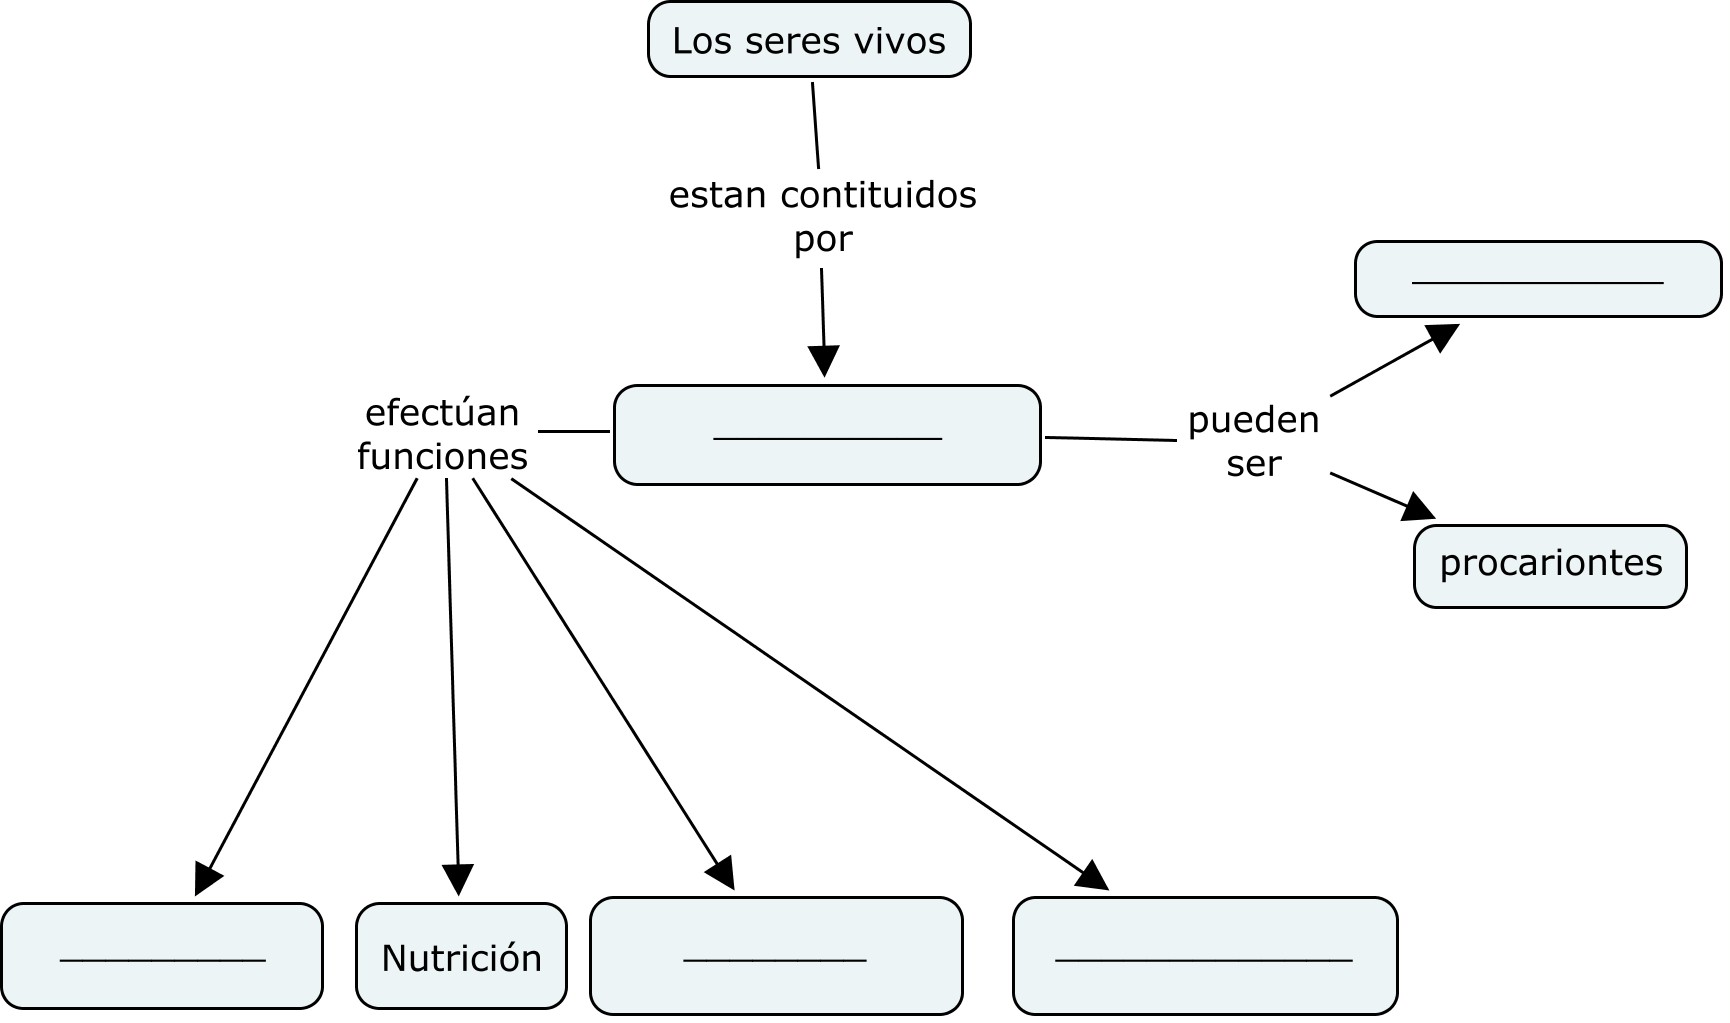 Los seres vivos
estan contituidos
por
efectúan
funciones
pueden
ser
procariontes
Nutrición